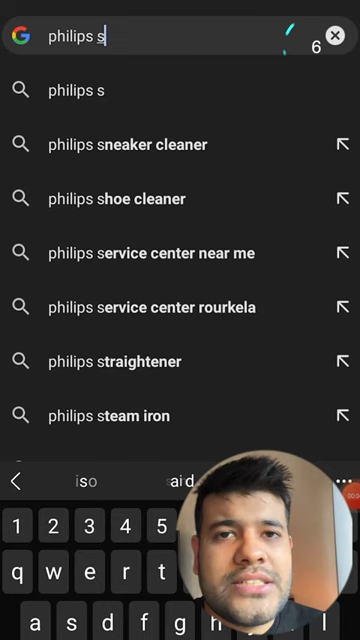 philips s
6
philips s
philips sneaker cleaner
philips shoe cleaner
philips service center near me
philips service center rourkela
philips straightener
philips steam iron
iso said
1 2 3 4 5
q w e r t
a s d f g h l